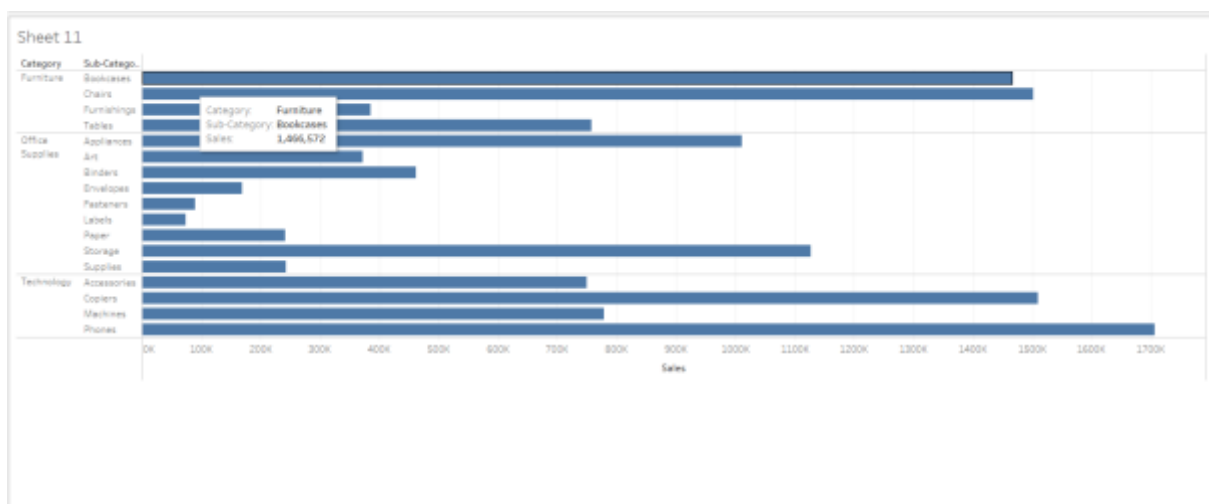 Sheet 11
Category Sub-Catego..
Furniture Bookcases
Chairs
Furnishings
Tables
Category: Furniture
Sub-Category: Bookcases
Sales: 1,466,572
Office Supplies Appliances
Art
Binders
Envelopes
Fasteners
Labels
Paper
Storage
Supplies
Technology Accessories
Copiers
Machines
Phones
0K 100K 200K 300K 400K 500K 600K 700K 800K 900K 1000K 1100K 1200K 1300K 1400K 1500K 1600K 1700K
Sales